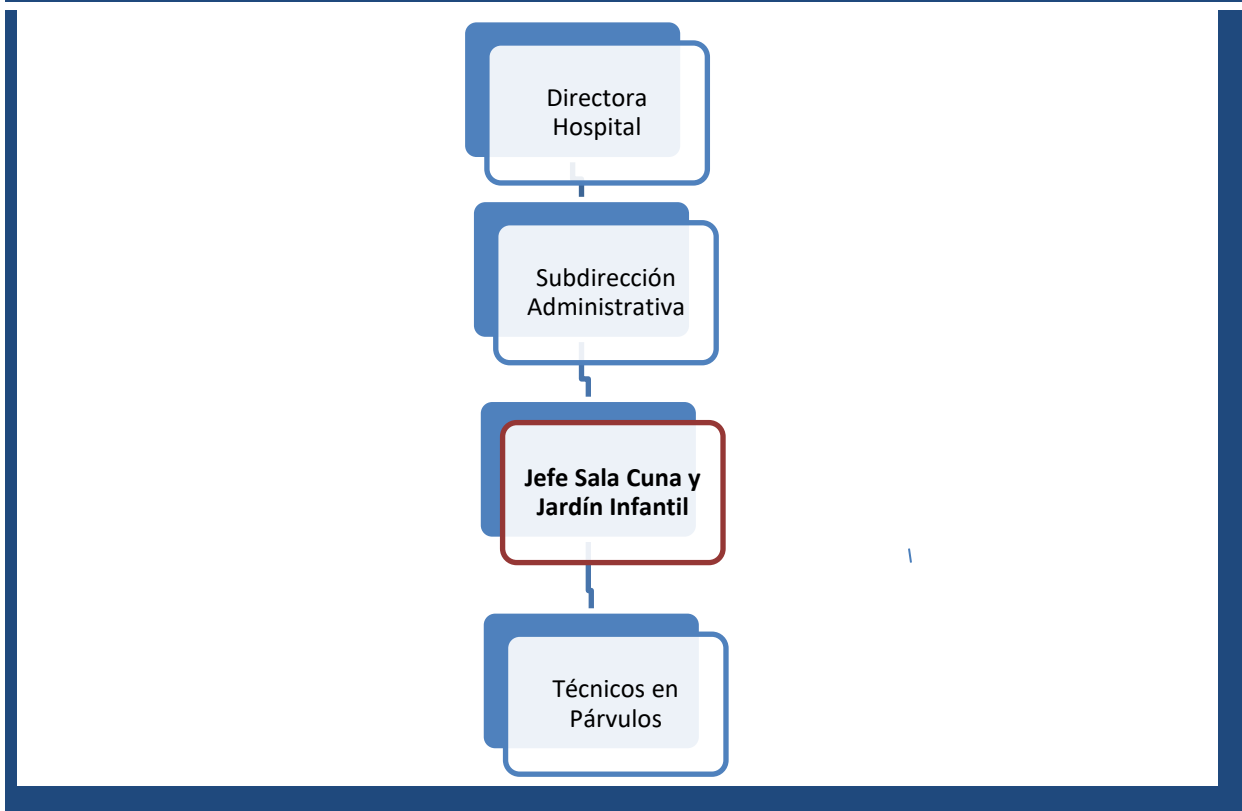 Directora
Hospital
Subdirección
Administrativa
Jefe Sala Cuna y
Jardín Infantil
Técnicos en
Párvulos